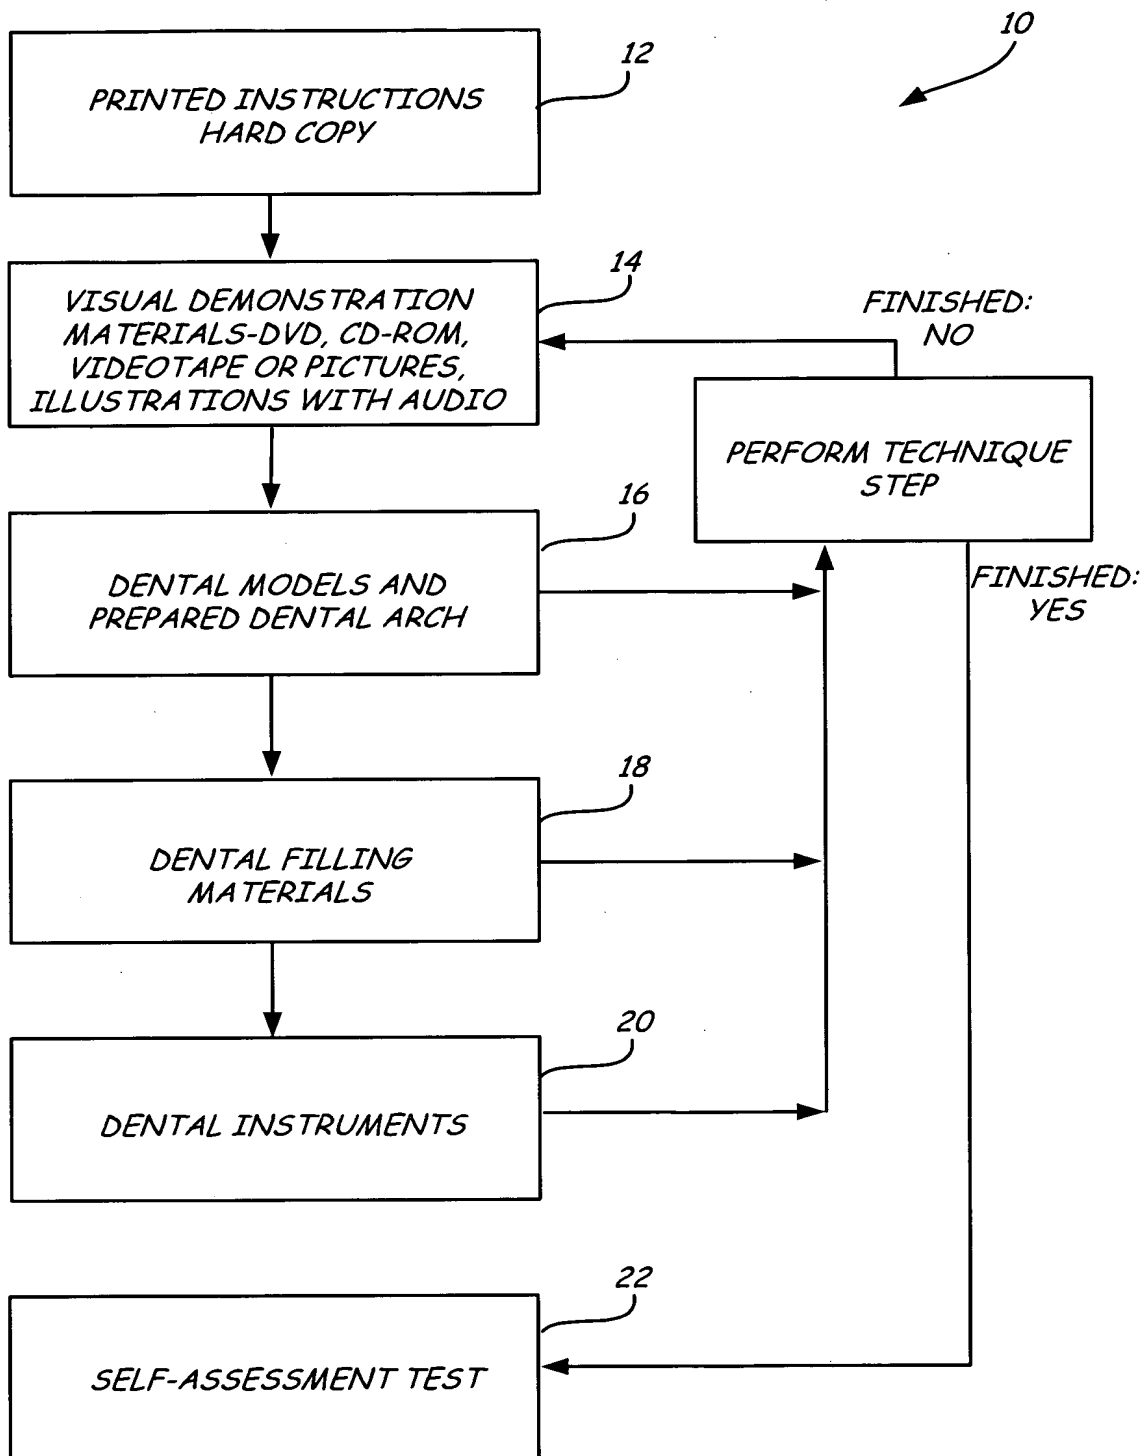 10
12
PRINTED INSTRUCTIONS
HARD COPY
14
VISUAL DEMONSTRATION
MATERIALS-DVD, CD-ROM,
VIDEOTAPE OR PICTURES,
ILLUSTRATIONS WITH AUDIO
FINISHED:
NO
PERFORM TECHNIQUE
STEP
FINISHED:
YES
16
DENTAL MODELS AND
PREPARED DENTAL ARCH
18
DENTAL FILLING
MATERIALS
20
DENTAL INSTRUMENTS
22
SELF-ASSESSMENT TEST